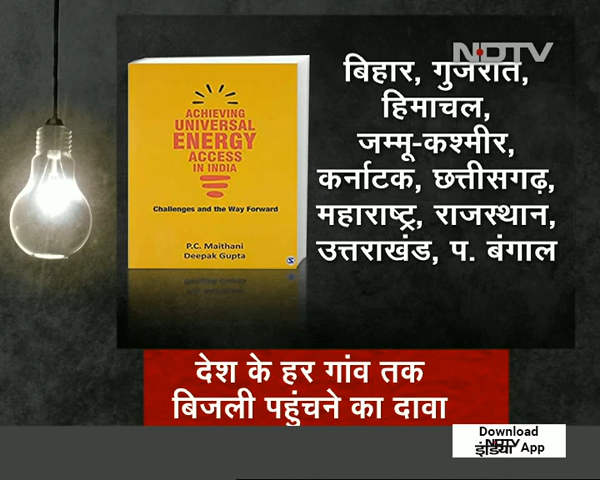 NDTV
ACHIEVING
UNIVERSAL
ENERGY
ACCESS
IN INDIA
Challenges and the Way Forward
P.C. Maithani
Deepak Gupta
S
बिहार, गुजरात,
हिमाचल,
जम्मू-कश्मीर,
कर्नाटक, छत्तीसगढ़,
महाराष्ट्र, राजस्थान,
उत्तराखंड, प. बंगाल
देश के हर गांव तक
बिजली पहुंचने का दावा
Download
NDTV
इंडिया App